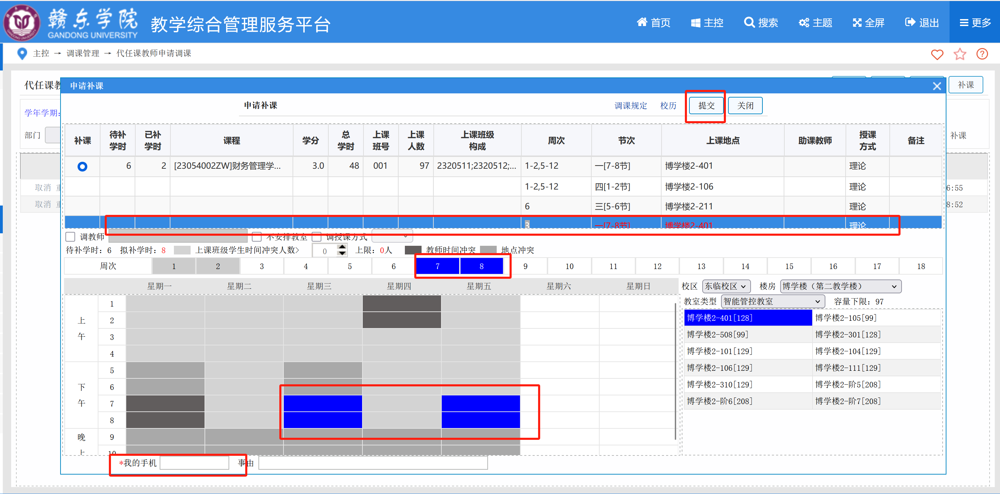 赣东学院 教学综合管理服务平台 首页 主控 搜索 主题 全屏 退出 更多
GANDONG UNIVERSITY
主控 → 调课管理 → 代任课教师申请调课
代任课教 申请补课 补课
申请补课 调课规定 校历 提交 关闭
学年学期:
部门 补课
补课 待补学时 已补学时 课程 学分 总学时 上课班号 上课人数 上课班级构成 周次 节次 上课地点 助课教师 授课方式 备注
6 2 [23054002ZW]财务管理学... 3.0 48 001 97 2320511;2320512;... 1-2,5-12 一[7-8节] 博学楼2-401 理论
取消 1-2,5-12 四[1-2节] 博学楼2-106 理论 6:55
取消 6 三[5-6节] 博学楼2-211 理论 8:52
3 一[7-8节] 博学楼2-401 理论
调教师 不安排教室 调授课方式
待补学时: 6 拟补学时: 8 上课班级学生时间冲突人数> 0 上限: 0人 教师时间冲突 地点冲突
周次 1 2 3 4 5 6 7 8 9 10 11 12 13 14 15 16 17 18
星期一 星期二 星期三 星期四 星期五 星期六 星期日
校区 东临校区 楼房 博学楼（第二教学楼）
教室类型 智能管控教室 容量下限: 97
上午 1 2 3 4
下午 5 6 7 8
晚上 9 10
博学楼2-401[128] 博学楼2-105[99]
博学楼2-508[99] 博学楼2-301[128]
博学楼2-101[129] 博学楼2-104[129]
博学楼2-106[129] 博学楼2-111[129]
博学楼2-310[129] 博学楼2-阶5[208]
博学楼2-阶6[208] 博学楼2-阶7[208]
*我的手机 事由